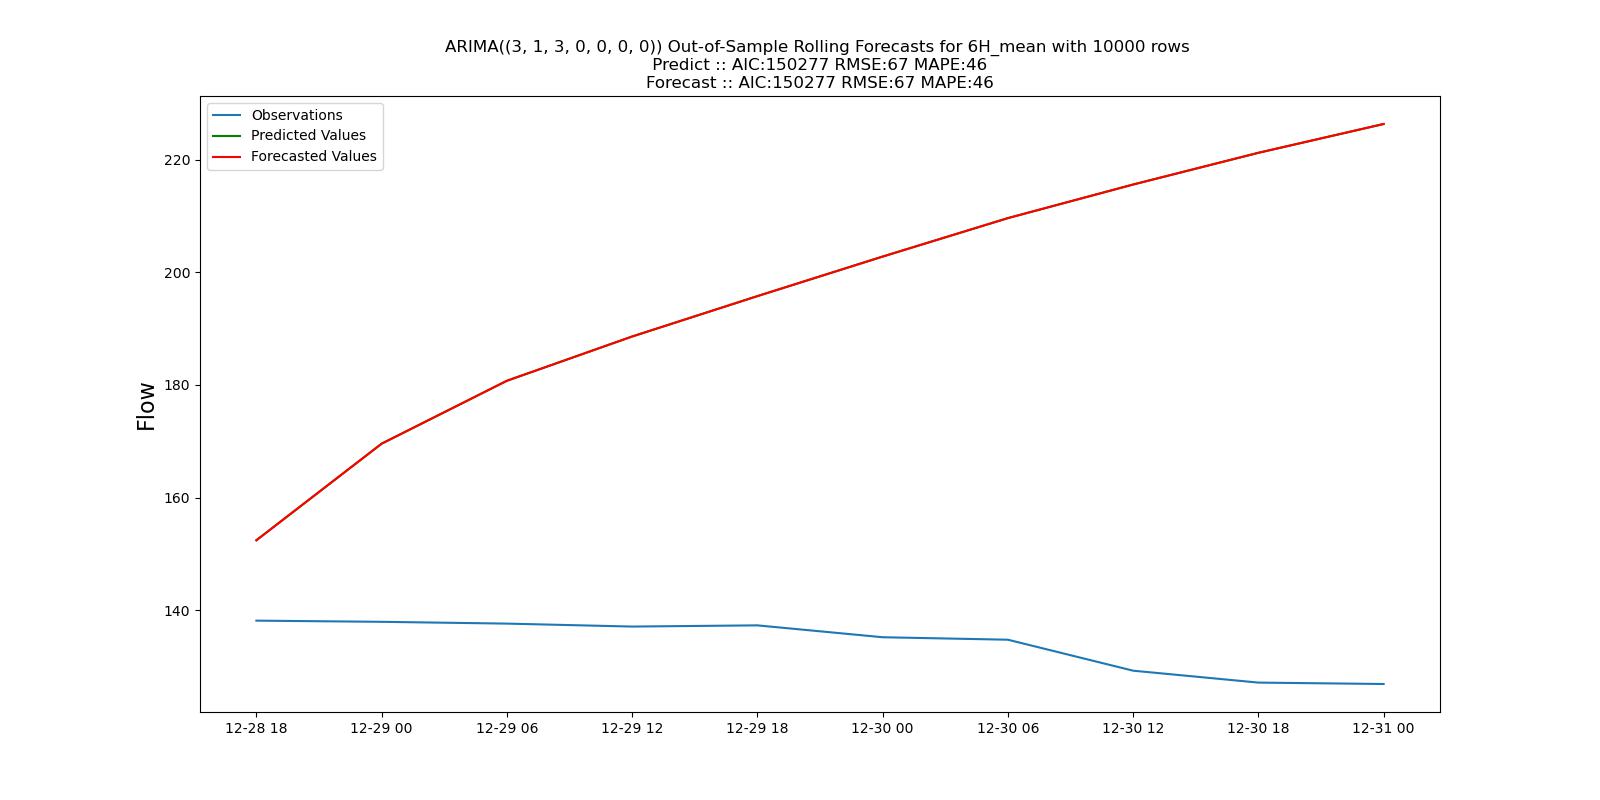 ARIMA((3, 1, 3, 0, 0, 0, 0)) Out-of-Sample Rolling Forecasts for 6H_mean with 10000 rows
Predict :: AIC:150277 RMSE:67 MAPE:46
Forecast :: AIC:150277 RMSE:67 MAPE:46
Observations
Predicted Values
Forecasted Values
220
200
180
160
140
Flow
12-28 18
12-29 00
12-29 06
12-29 12
12-29 18
12-30 00
12-30 06
12-30 12
12-30 18
12-31 00